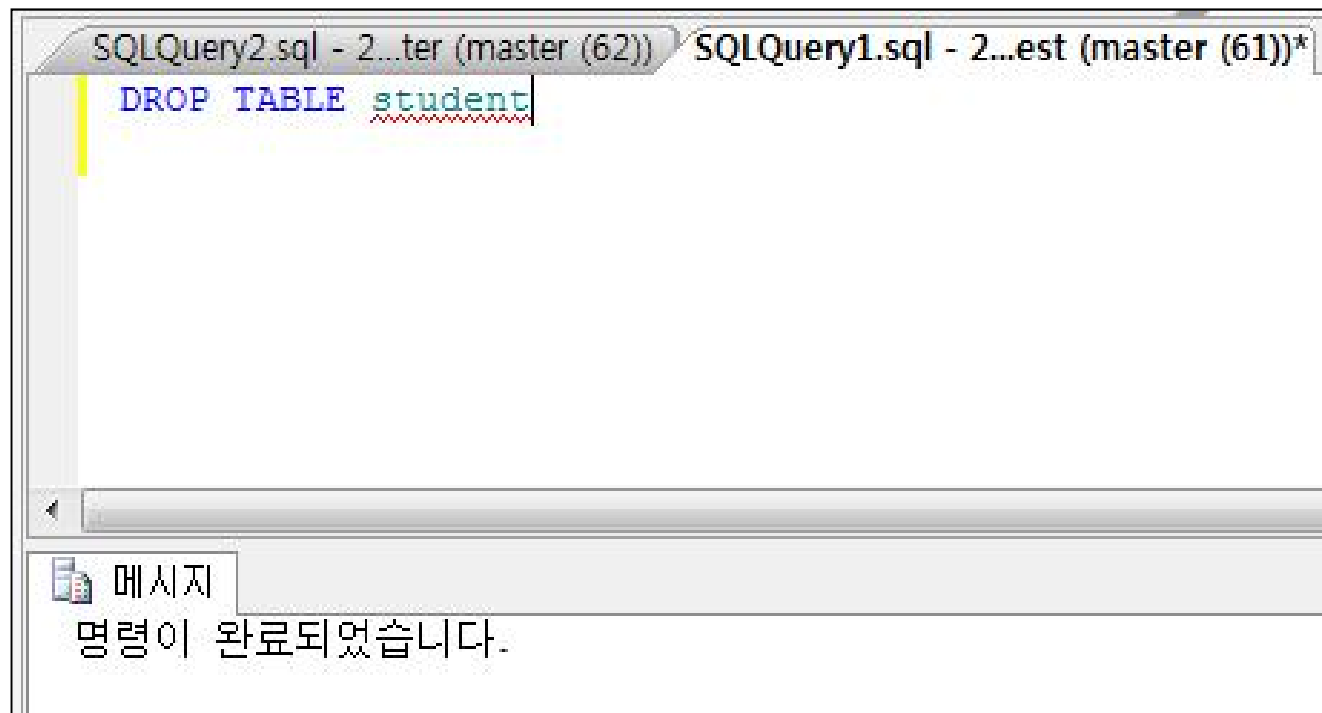 SQLQuery2.sql - 2...ter (master (62)) SQLQuery1.sql - 2...est (master (61))*
DROP TABLE student
메시지
명령이 완료되었습니다.